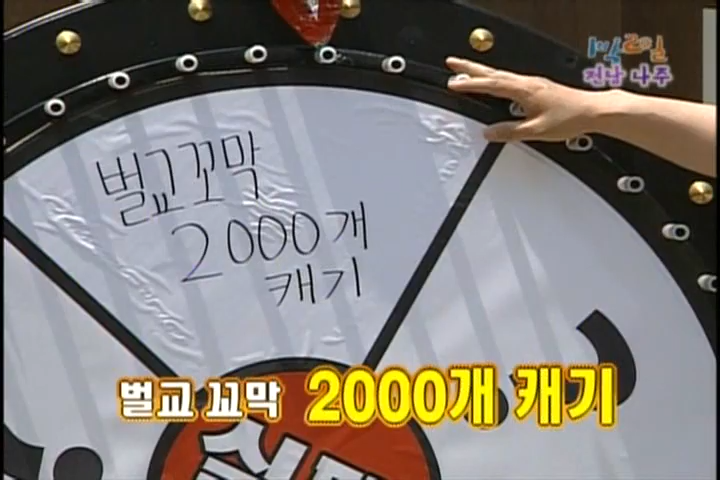 1박2일
전남 나주
벌교꼬막
2000개
캐기
벌교 꼬막 2000개 캐기